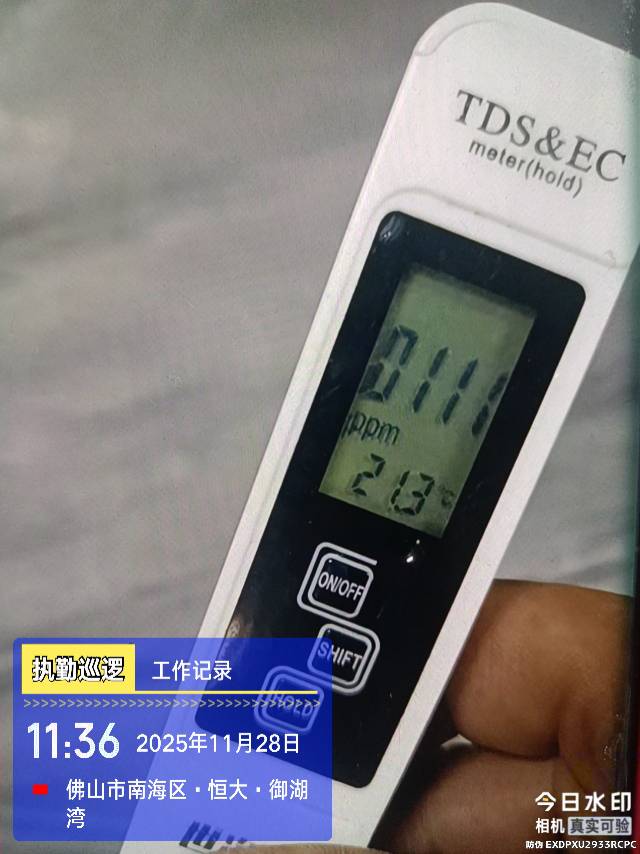 TDS&EC
meter(hold)
0111
ppm
21.3
°C
ON/OFF
SHIFT
HOLD
执勤巡逻 工作记录
11:36 2025年11月28日
佛山市南海区·恒大·御湖
湾
今日水印
相机 真实可验
防伪 EXDPXU2933RCPC